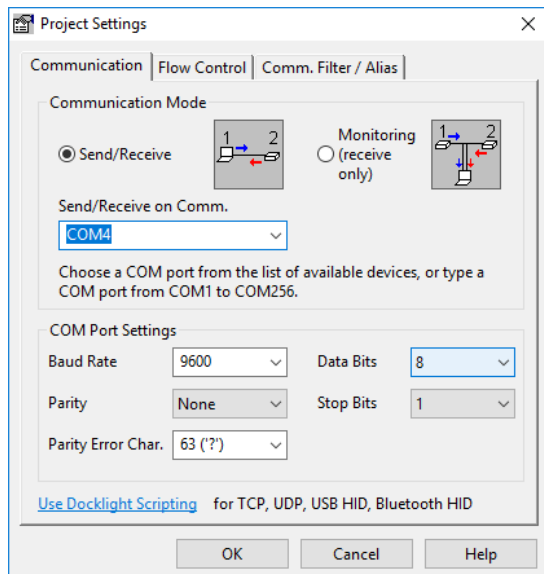 Project Settings
Communication
Flow Control
Comm. Filter / Alias
Communication Mode
Send/Receive
1 2
Monitoring
(receive
only)
1 2
Send/Receive on Comm.
COM4
Choose a COM port from the list of available devices, or type a
COM port from COM1 to COM256.
COM Port Settings
Baud Rate 9600 Data Bits 8
Parity None Stop Bits 1
Parity Error Char. 63 ('?')
Use Docklight Scripting for TCP, UDP, USB HID, Bluetooth HID
OK Cancel Help